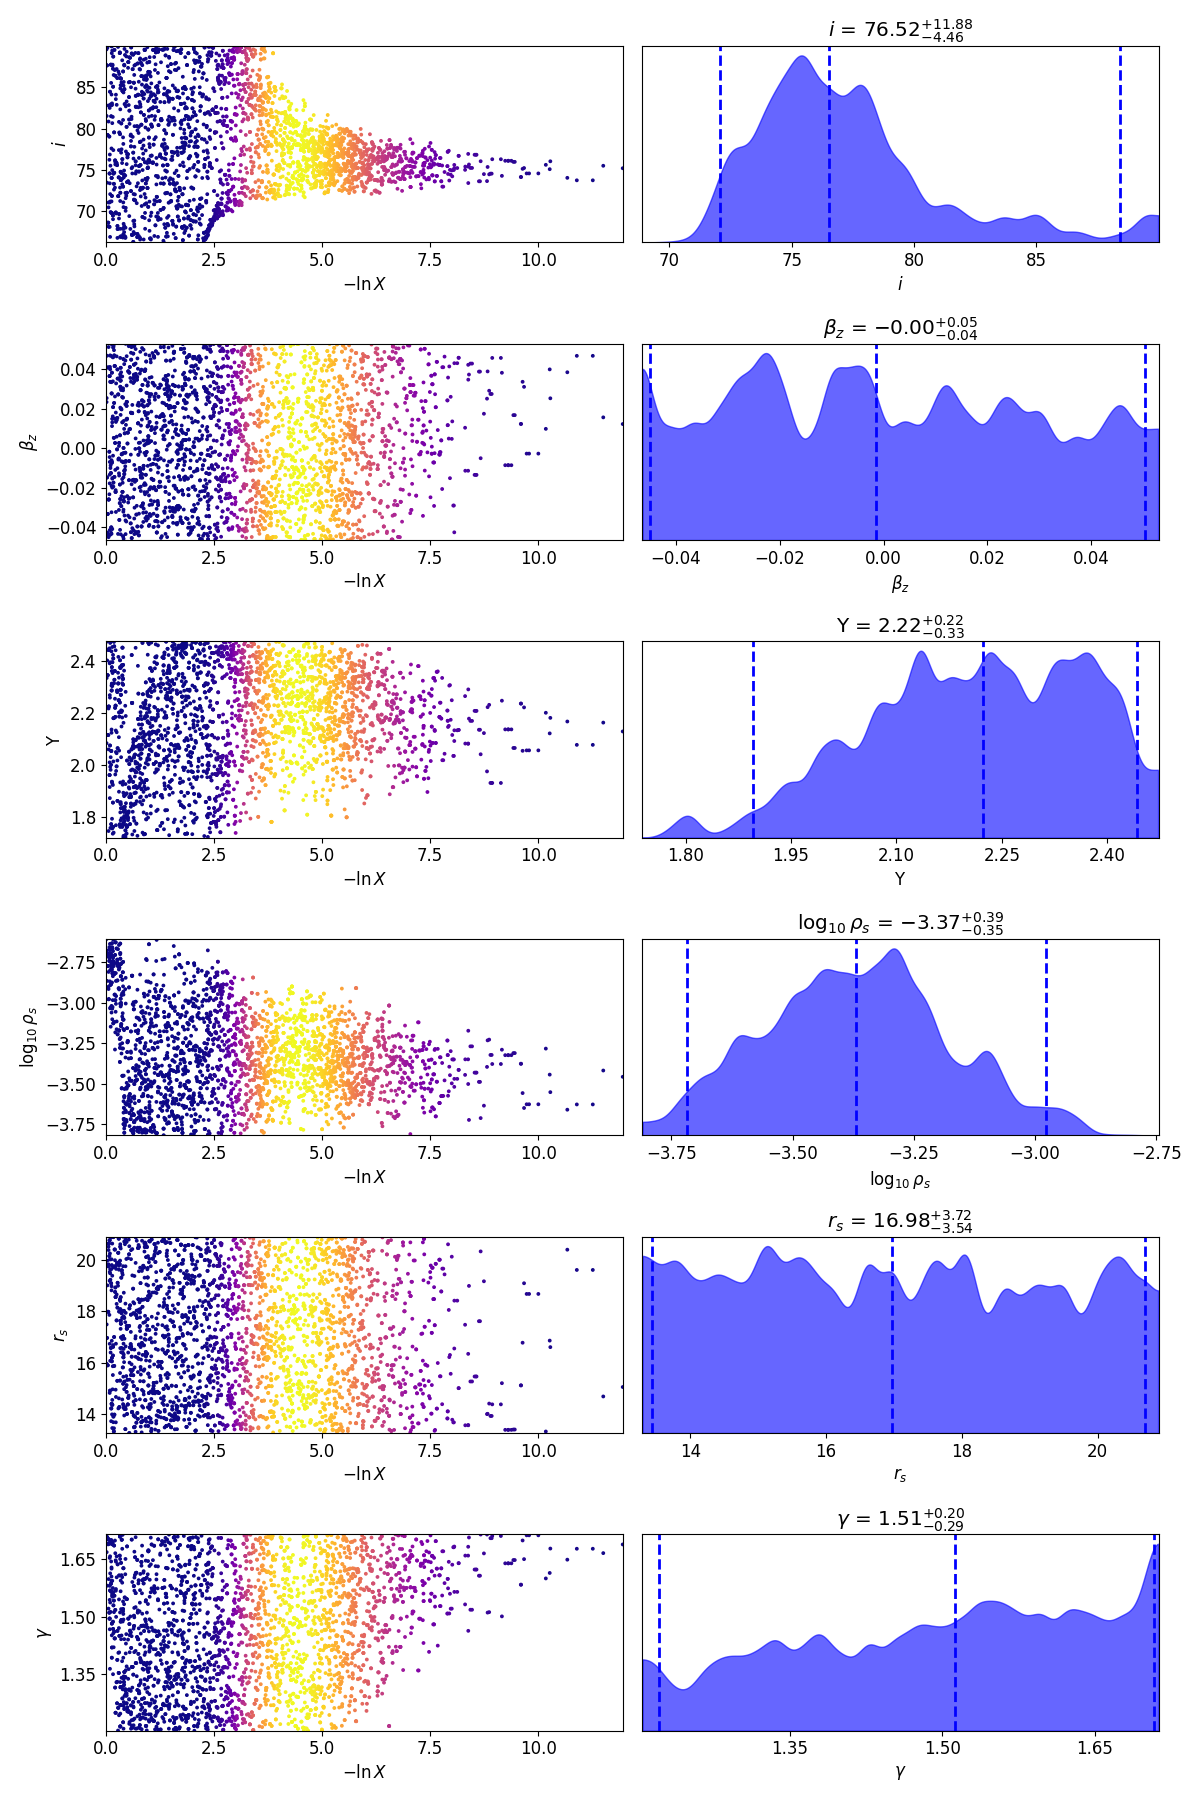 i = 76.52 +11.88 −4.46
85
80
75
70
i
0.0 2.5 5.0 7.5 10.0
−ln X
70 75 80 85
i
β_z = −0.00 +0.05 −0.04
0.04
0.02
0.00
−0.02
−0.04
β_z
0.0 2.5 5.0 7.5 10.0
−ln X
−0.04 −0.02 0.00 0.02 0.04
β_z
Y = 2.22 +0.22 −0.33
2.4
2.2
2.0
1.8
Y
0.0 2.5 5.0 7.5 10.0
−ln X
1.80 1.95 2.10 2.25 2.40
Y
log₁₀ ρ_s = −3.37 +0.39 −0.35
−2.75
−3.00
−3.25
−3.50
−3.75
log₁₀ ρ_s
0.0 2.5 5.0 7.5 10.0
−ln X
−3.75 −3.50 −3.25 −3.00 −2.75
log₁₀ ρ_s
r_s = 16.98 +3.72 −3.54
20
18
16
14
r_s
0.0 2.5 5.0 7.5 10.0
−ln X
14 16 18 20
r_s
γ = 1.51 +0.20 −0.29
1.65
1.50
1.35
γ
0.0 2.5 5.0 7.5 10.0
−ln X
1.35 1.50 1.65
γ